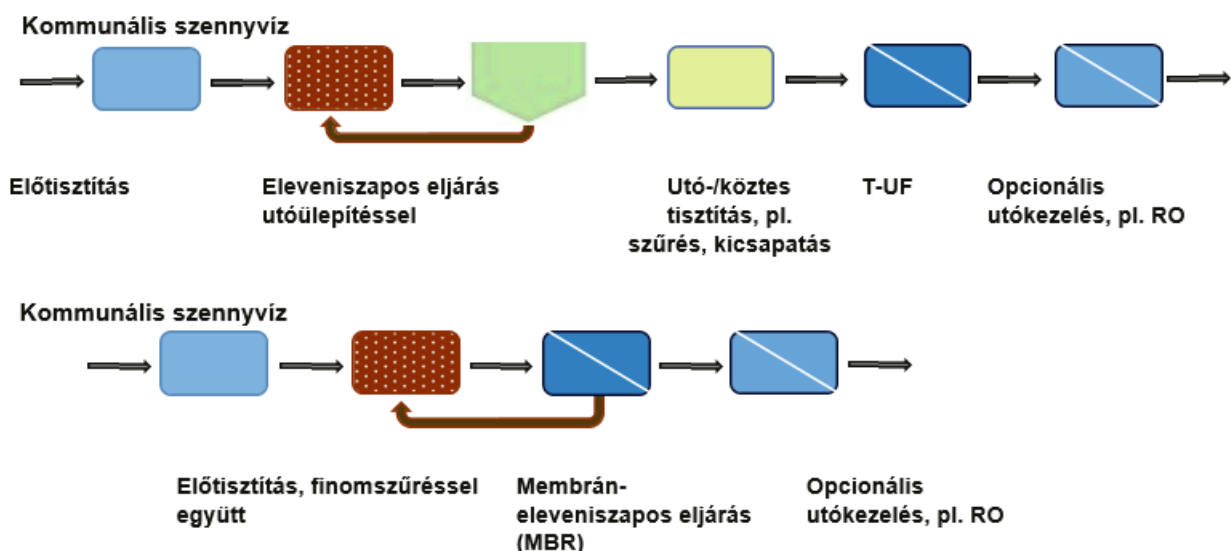 Kommunális szennyvíz
Előtisztítás
Eleveniszapos eljárás
utóülepítéssel
Utó-/köztes
tisztítás, pl.
szűrés, kicsapatás
T-UF
Opcionális
utókezelés, pl. RO
Kommunális szennyvíz
Előtisztítás, finomszűréssel
együtt
Membrán-
eleveniszapos eljárás
(MBR)
Opcionális
utókezelés, pl. RO